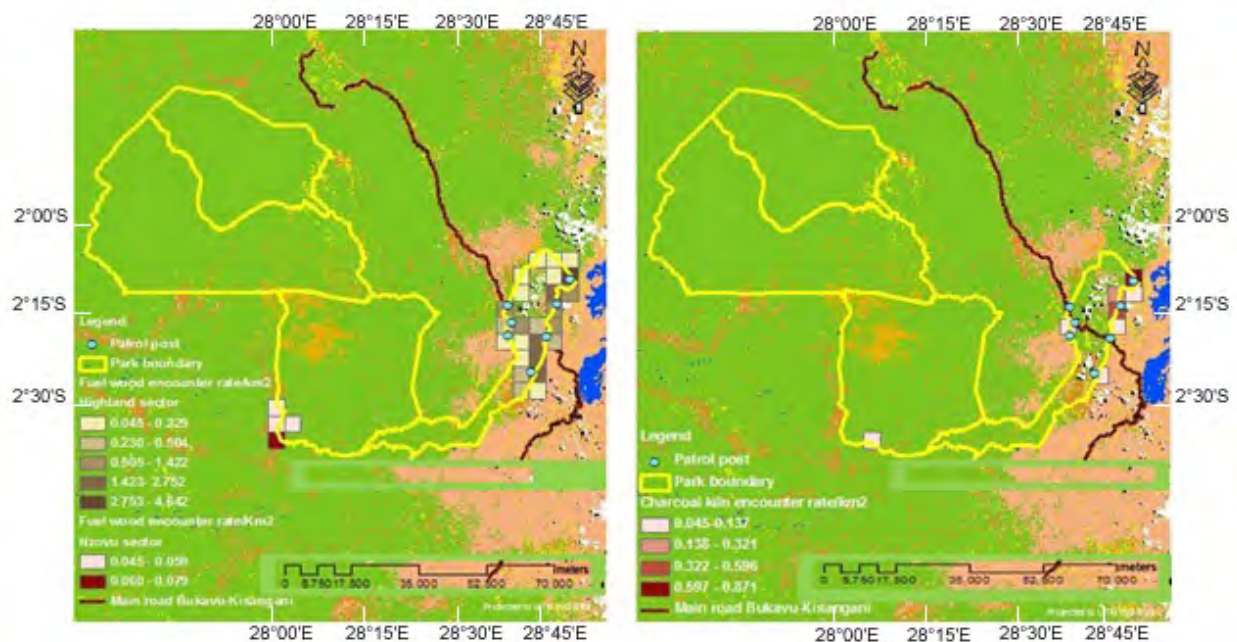 28°00'E 28°15'E 28°30'E 28°45'E
N
2°00'S
2°15'S
2°30'S
Legend
Patrol post
Park boundary
Fuel wood encounter rate/km2
Highland sector
0.045 - 0.229
0.230 - 0.504
0.505 - 1.422
1.423- 2.752
2.753 - 4.642
Fuel wood encounter rate/Km2
Nzovu sector
0.045 - 0.059
0.060 - 0.079
Main road Bukavu-Kisangani
0 8.750 17.500 35.000 52.500 70.000
28°00'E 28°15'E 28°30'E 28°45'E
28°00'E 28°15'E 28°30'E 28°45'E
N
2°00'S
2°15'S
2°30'S
Legend
Patrol post
Park boundary
Charcoal kiln encounter rate/km2
0.045-0.137
0.138 - 0.321
0.322 - 0.596
0.597 - 0.871
Main road Bukavu-Kisangani
0 8.750 17.500 35.000 52.500 70.000
28°00'E 28°15'E 28°30'E 28°45'E